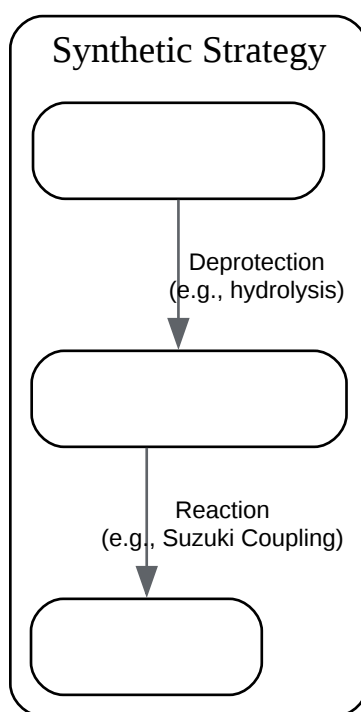 Synthetic Strategy
Deprotection
(e.g., hydrolysis)
Reaction
(e.g., Suzuki Coupling)